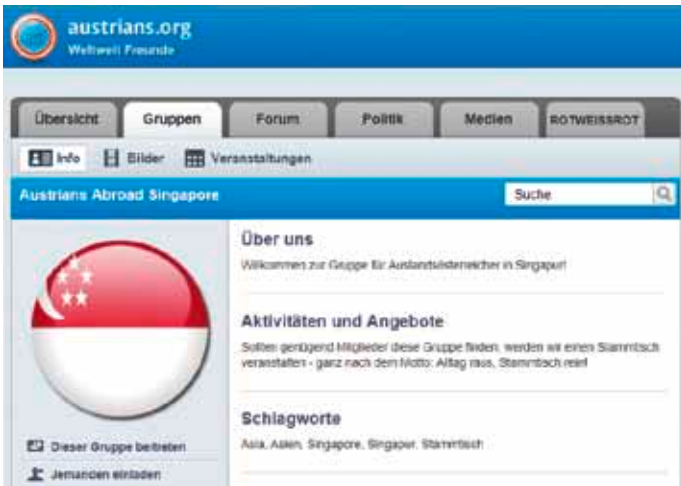 austrians.org
Weltweit Freunde
Übersicht
Gruppen
Forum
Politik
Medien
ROTWEISSROT
Info
Bilder
Veranstaltungen
Austrians Abroad Singapore
Suche
Über uns
Willkommen zur Gruppe für Auslandsösterreicher in Singapur!
Aktivitäten und Angebote
Sollten genügend Mitglieder diese Gruppe finden, werden wir einen Stammtisch
veranstalten - ganz nach dem Motto: Alltag raus, Stammtisch rein!
Schlagworte
Asia, Asien, Singapore, Singapur, Stammtisch
Dieser Gruppe beitreten
Jemanden einladen